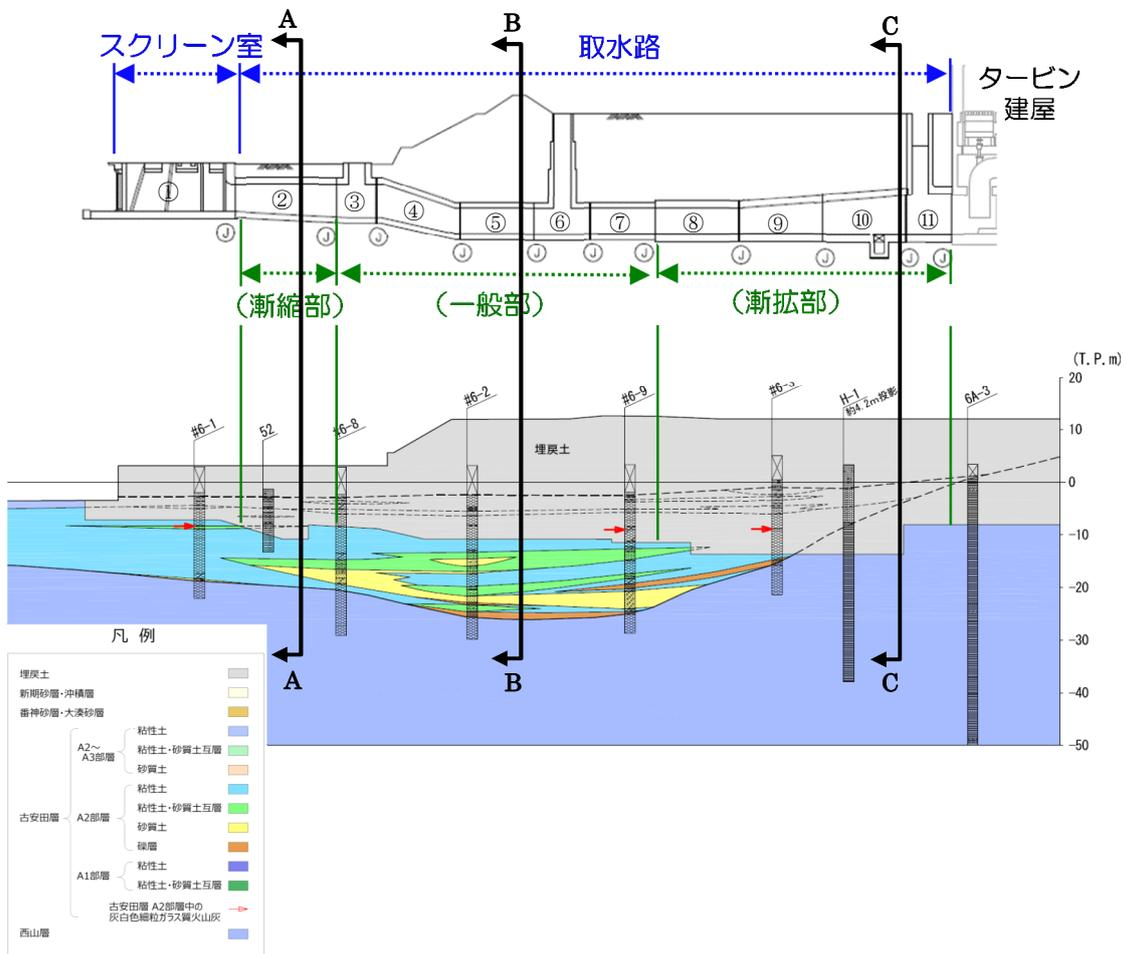 A
B
C
スクリーン室
取水路
タービン
建屋
①
②
③
④
⑤
⑥
⑦
⑧
⑨
⑩
⑪
J J J J J J J J J J
(漸縮部)
(一般部)
(漸拡部)
(T.P.m)
20
10
0
-10
-20
-30
-40
-50
#6-1
52
#6-8
#6-2
#6-9
H-1
約4.2m投影
6A-3
埋戻土
A
B
C
凡 例
埋戻土
新期砂層・沖積層
番神砂層・大湊砂層
古安田層
A2～
A3部層
粘性土
粘性土・砂質土互層
砂質土
A2部層
粘性土
粘性土・砂質土互層
砂質土
礫層
A1部層
粘性土
粘性土・砂質土互層
古安田層 A2部層中の
灰白色細粒ガラス質火山灰
西山層